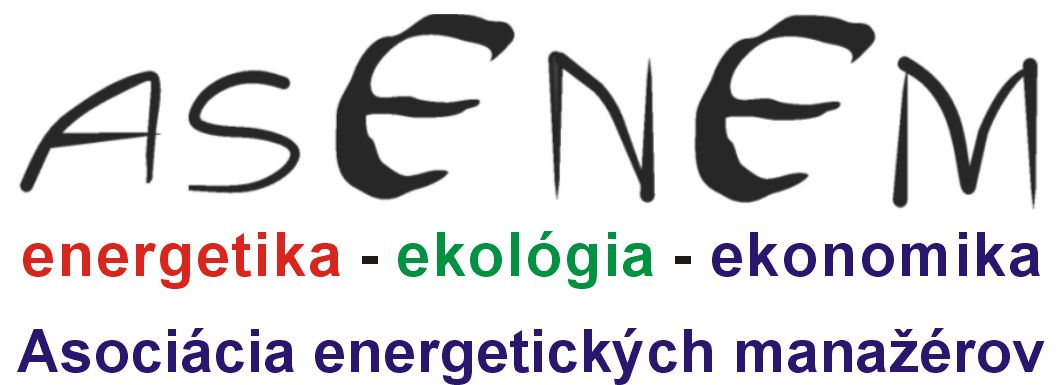 ASENEM
energetika - ekológia - ekonomika
Asociácia energetických manažérov